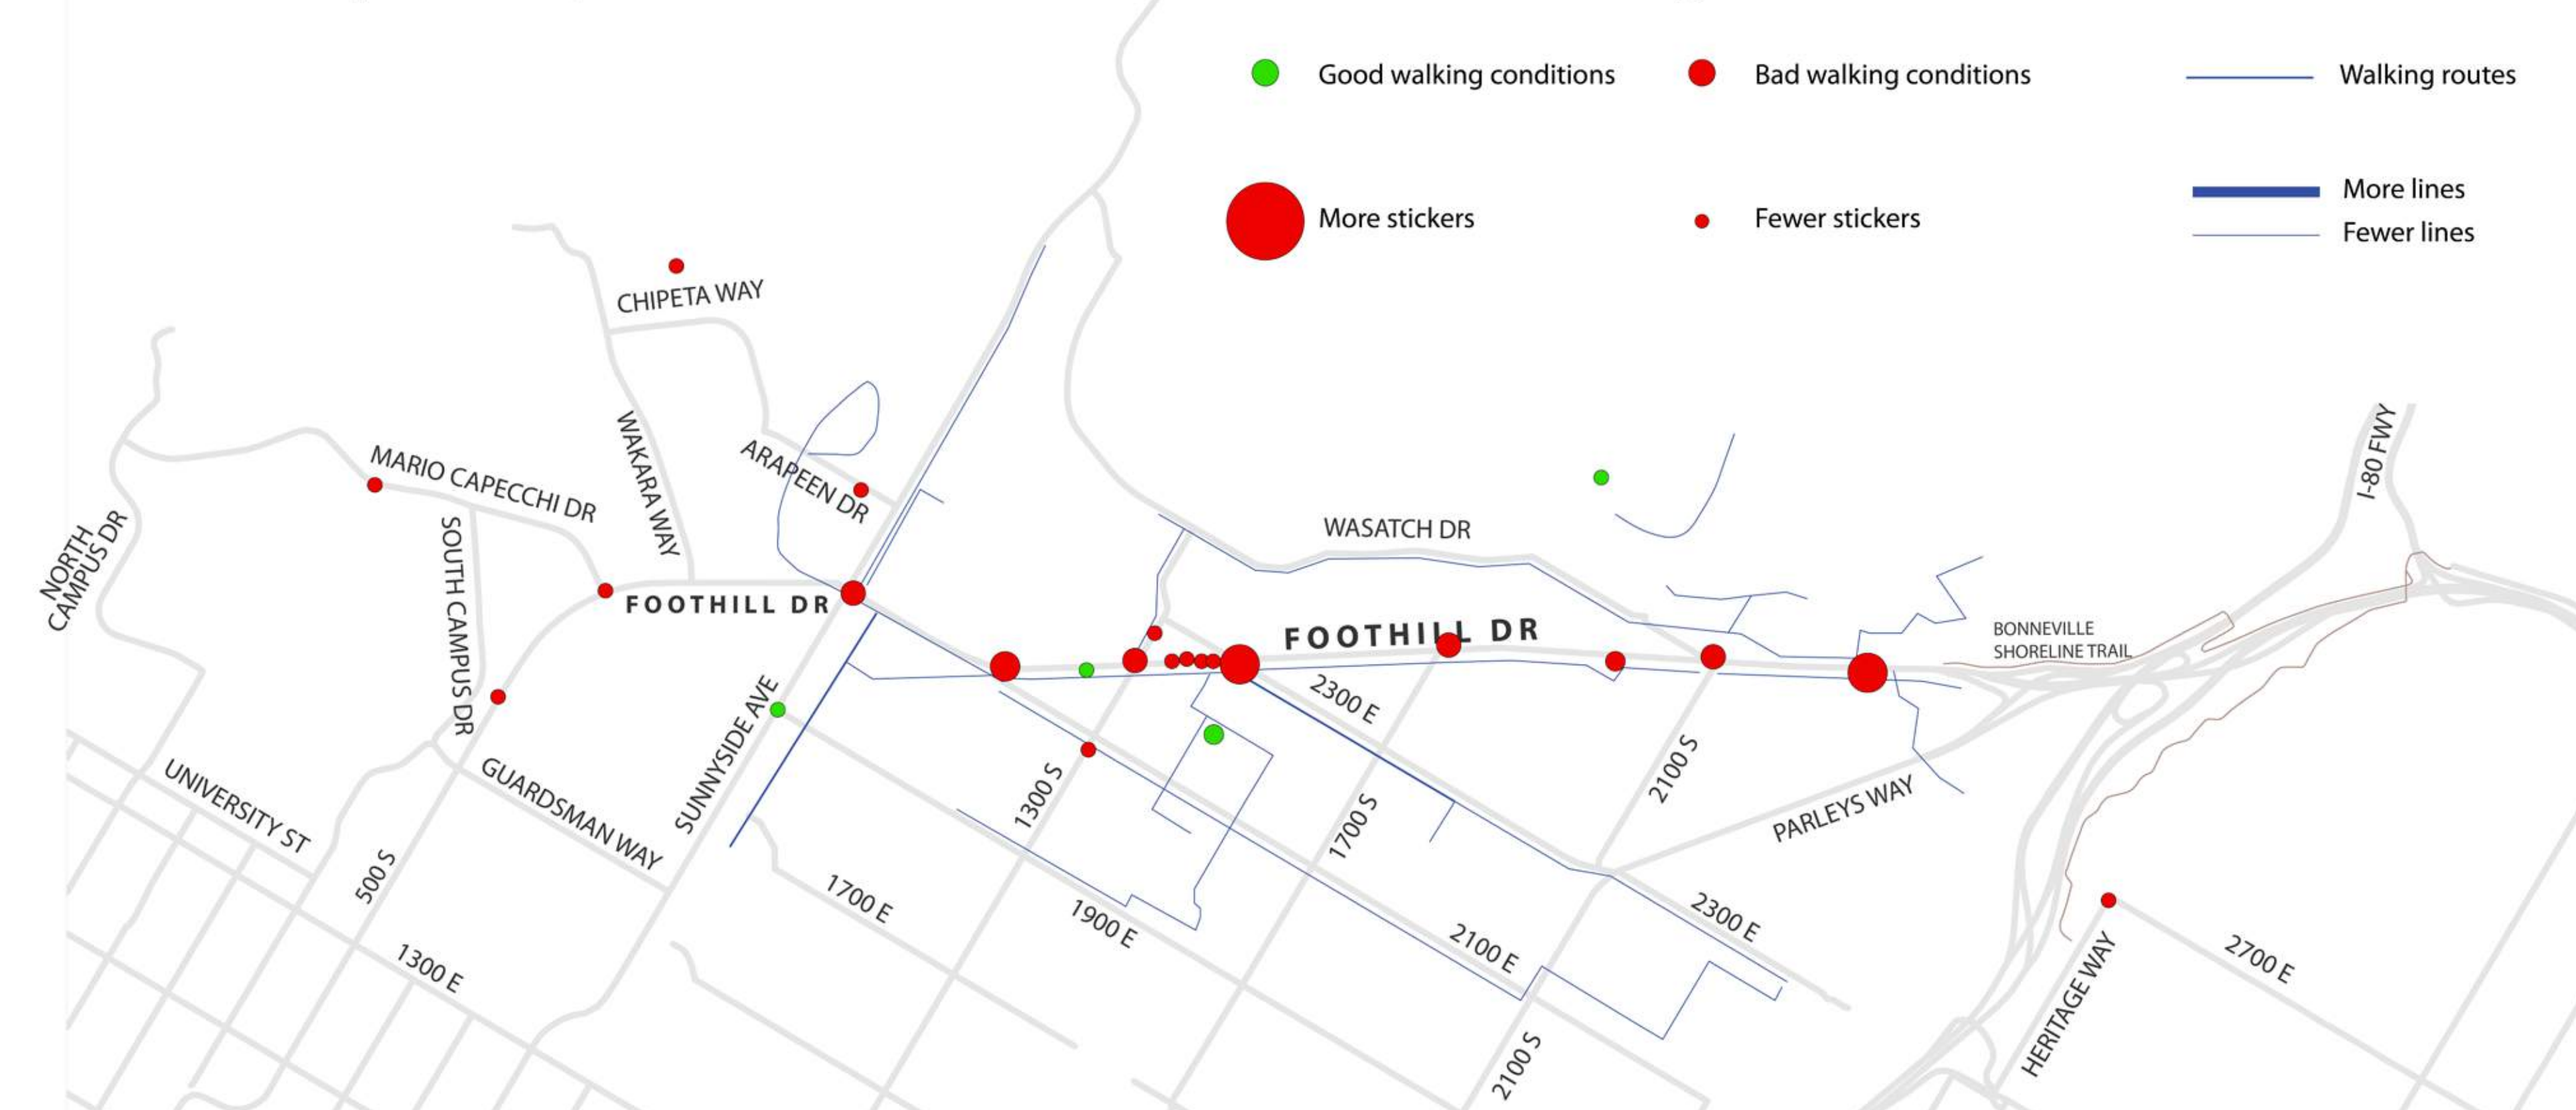 Good walking conditions
Bad walking conditions
Walking routes
More stickers
Fewer stickers
More lines
Fewer lines
CHIPETA WAY
WAKARA WAY
ARAPEEN DR
MARIO CAPECCHI DR
NORTH
CAMPUS DR
SOUTH CAMPUS DR
FOOTHILL DR
WASATCH DR
FOOTHILL DR
I-80 FWY
BONNEVILLE
SHORELINE TRAIL
2300 E
SUNNYSIDE AVE
UNIVERSITY ST
GUARDSMAN WAY
500 S
1300 S
1700 S
2100 S
PARLEYS WAY
1300 E
1700 E
1900 E
2100 E
2300 E
2100 S
HERITAGE WAY
2700 E